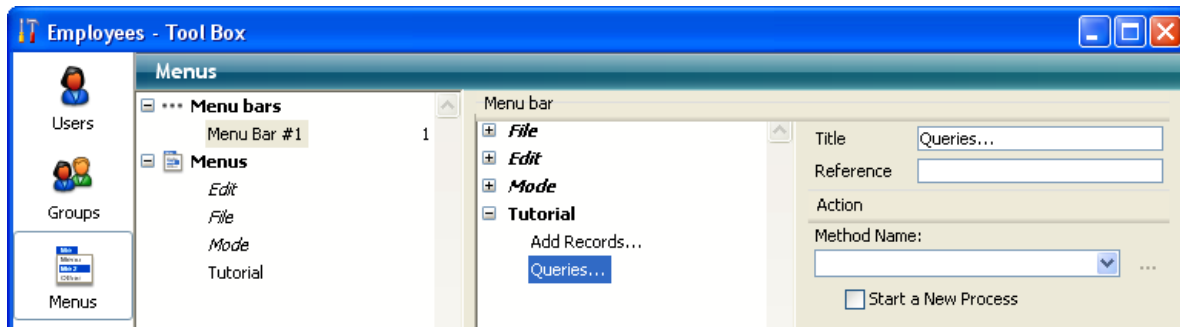 Employees - Tool Box
Users
Groups
Menus
Menus
Menu bars
Menu Bar #1 1
Menus
Edit
File
Mode
Tutorial
Menu bar
File
Edit
Mode
Tutorial
Add Records...
Queries...
Title Queries...
Reference
Action
Method Name:
...
Start a New Process